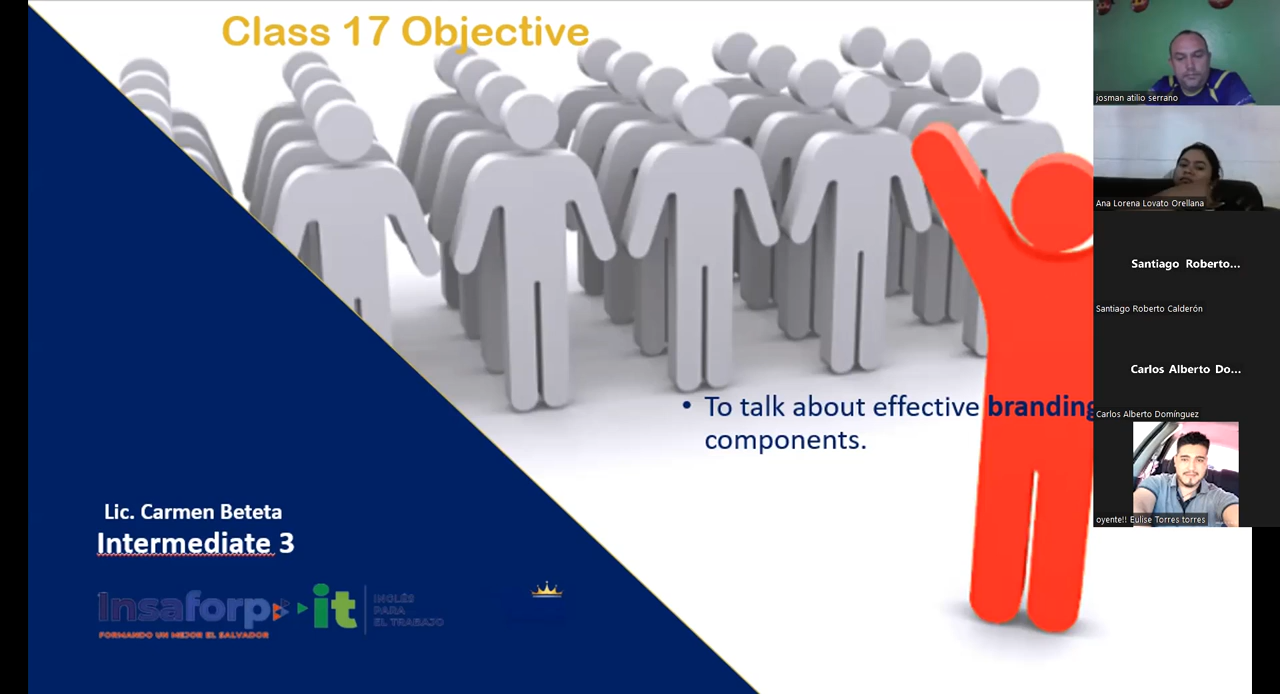 Class 17 Objective
• To talk about effective branding
components.
Lic. Carmen Beteta
Intermediate 3
Insaforp
FORMANDO UN MEJOR EL SALVADOR
it
INGLÉS
PARA
EL TRABAJO
josman atilio serrano
Ana Lorena Lovato Orellana
Santiago Roberto...
Santiago Roberto Calderón
Carlos Alberto Do...
Carlos Alberto Domínguez
oyente!! Eulise Torres torres